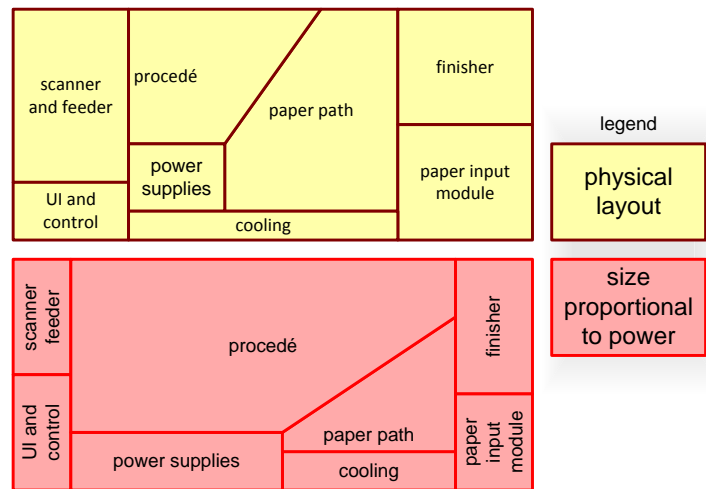 scanner
and feeder
procedé
paper path
finisher
power
supplies
paper input
module
UI and
control
cooling
legend
physical
layout
scanner
feeder
procedé
finisher
UI and
control
power supplies
paper path
cooling
paper
input
module
size
proportional
to power